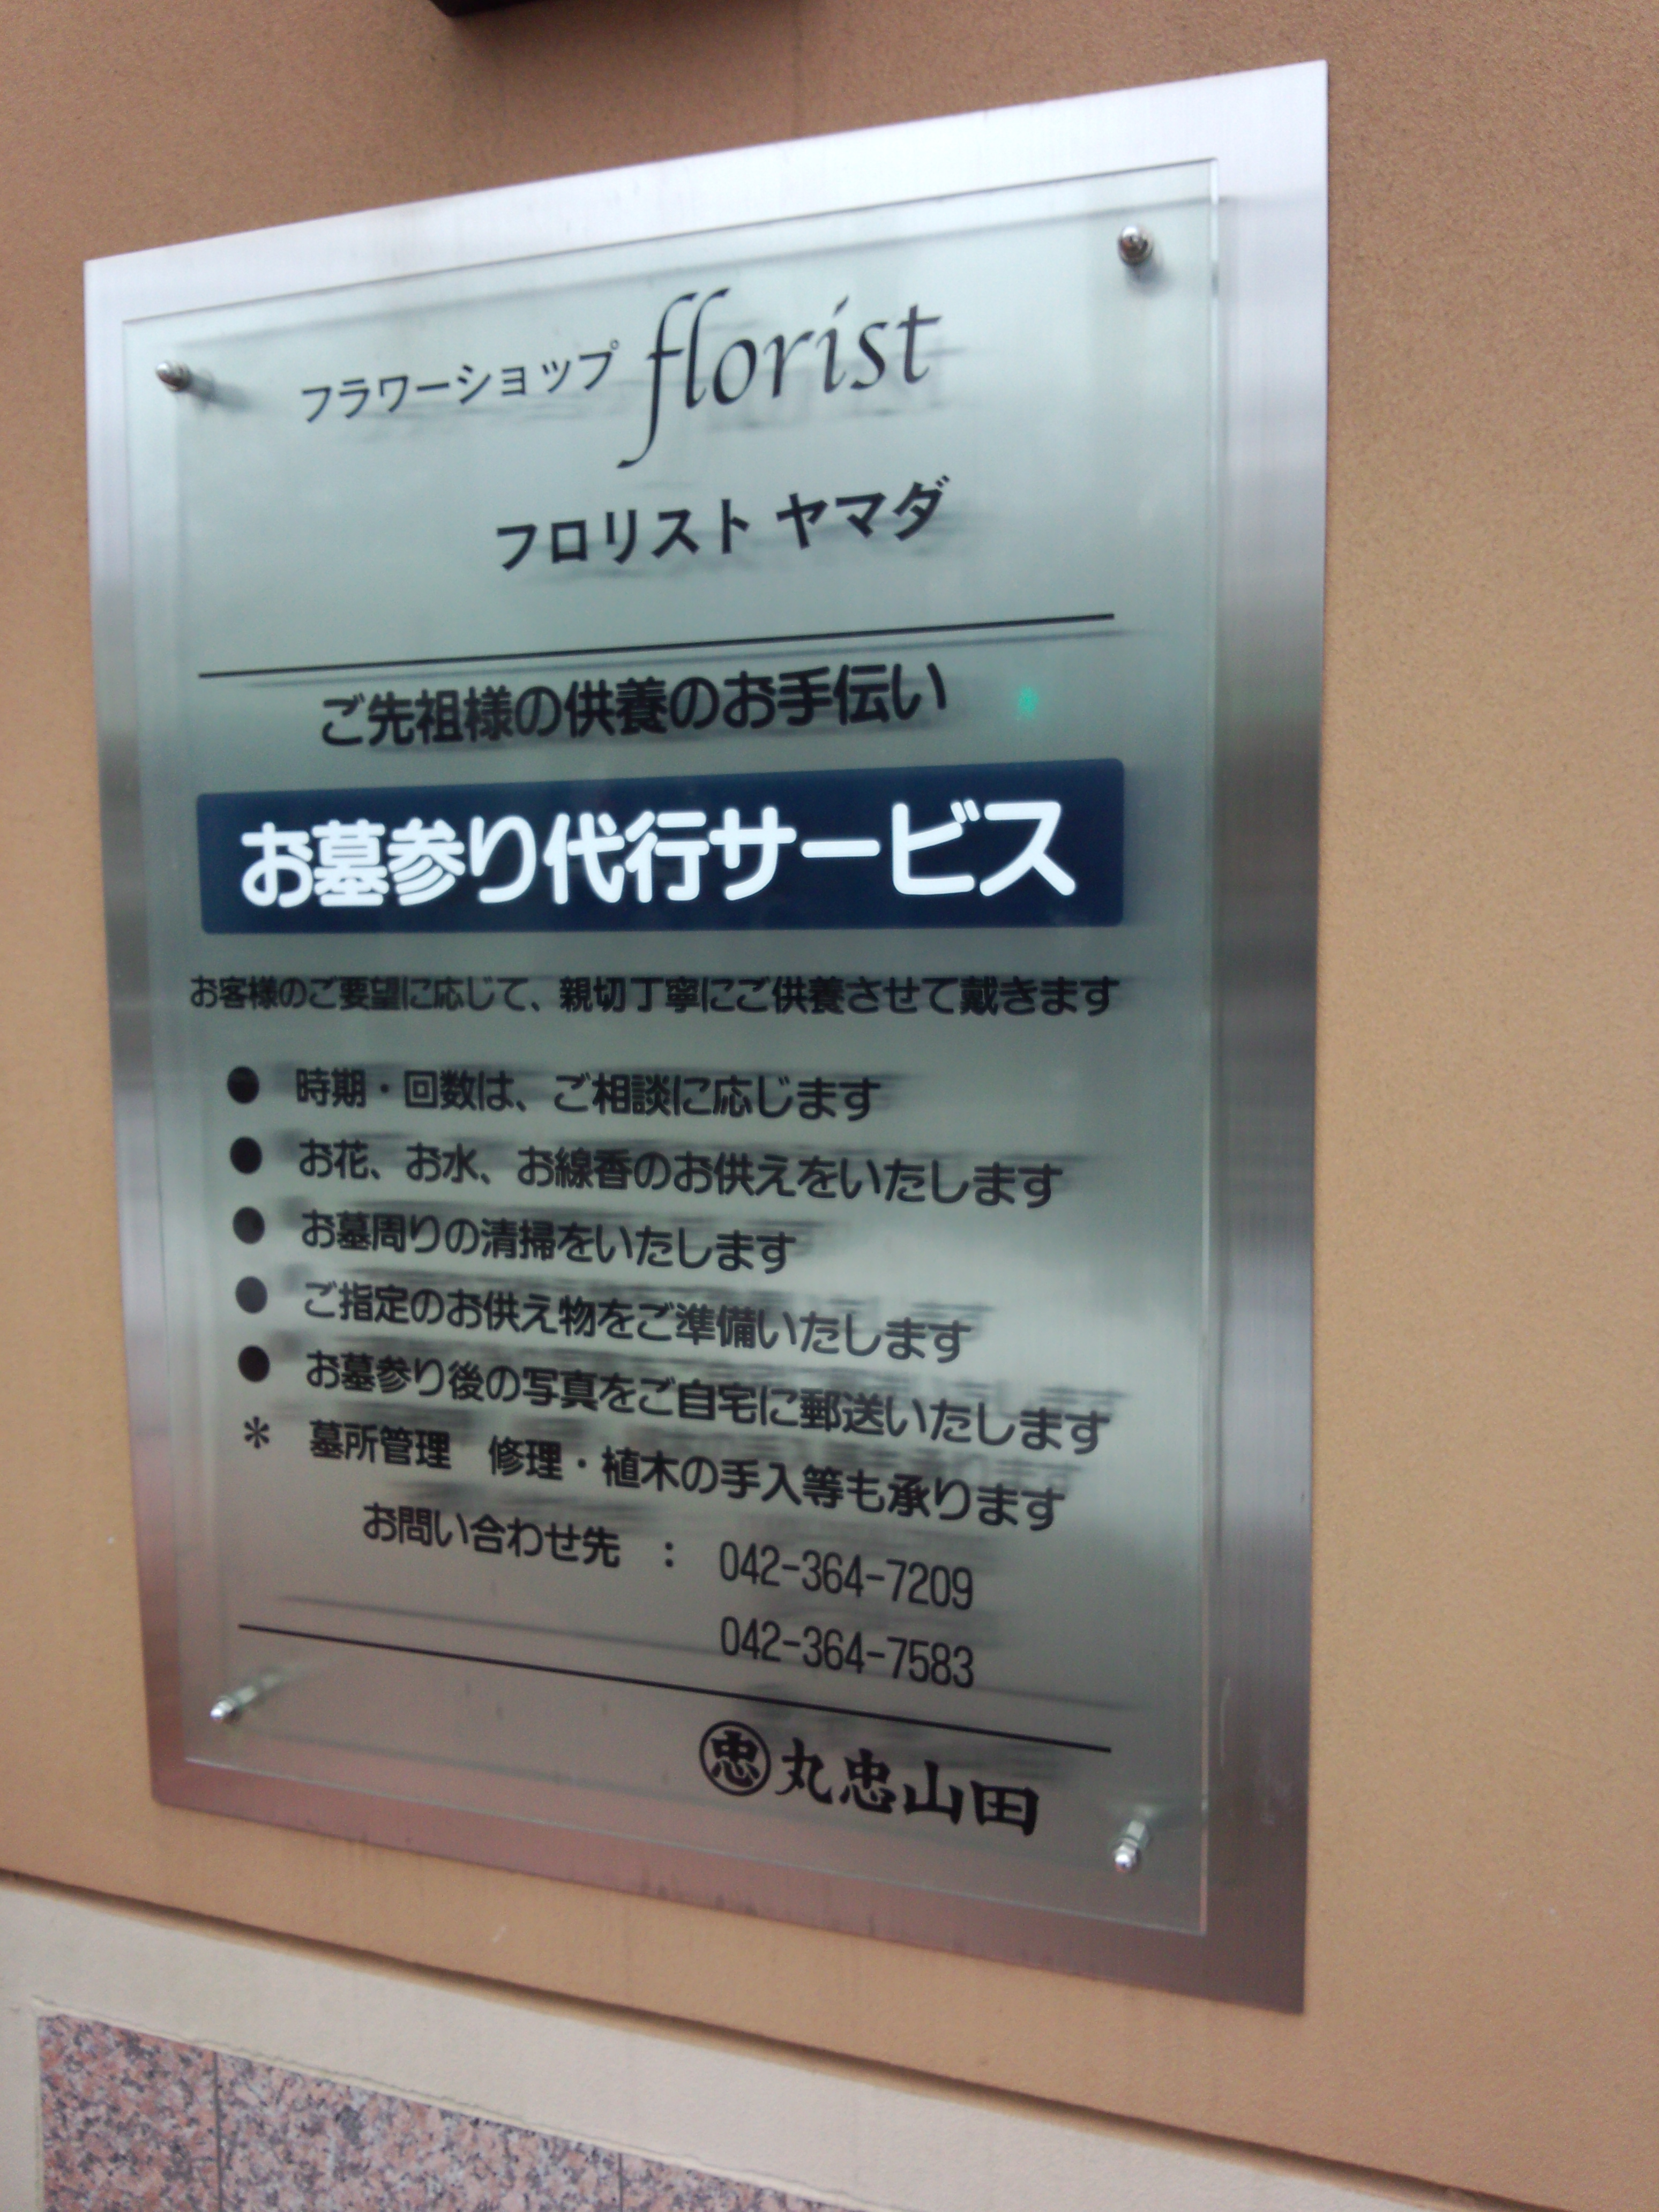 フラワーショップ florist
フロリスト ヤマダ
ご先祖様の供養のお手伝い
お墓参り代行サービス
お客様のご要望に応じて、親切丁寧にご供養させて戴きます
● 時期・回数は、ご相談に応じます
● お花、お水、お線香のお供えをいたします
● お墓周りの清掃をいたします
● ご指定のお供え物をご準備いたします
● お墓参り後の写真をご自宅に郵送いたします
＊ 墓所管理　修理・植木の手入等も承ります
お問い合わせ先　：　042-364-7209
042-364-7583
忠 丸忠山田